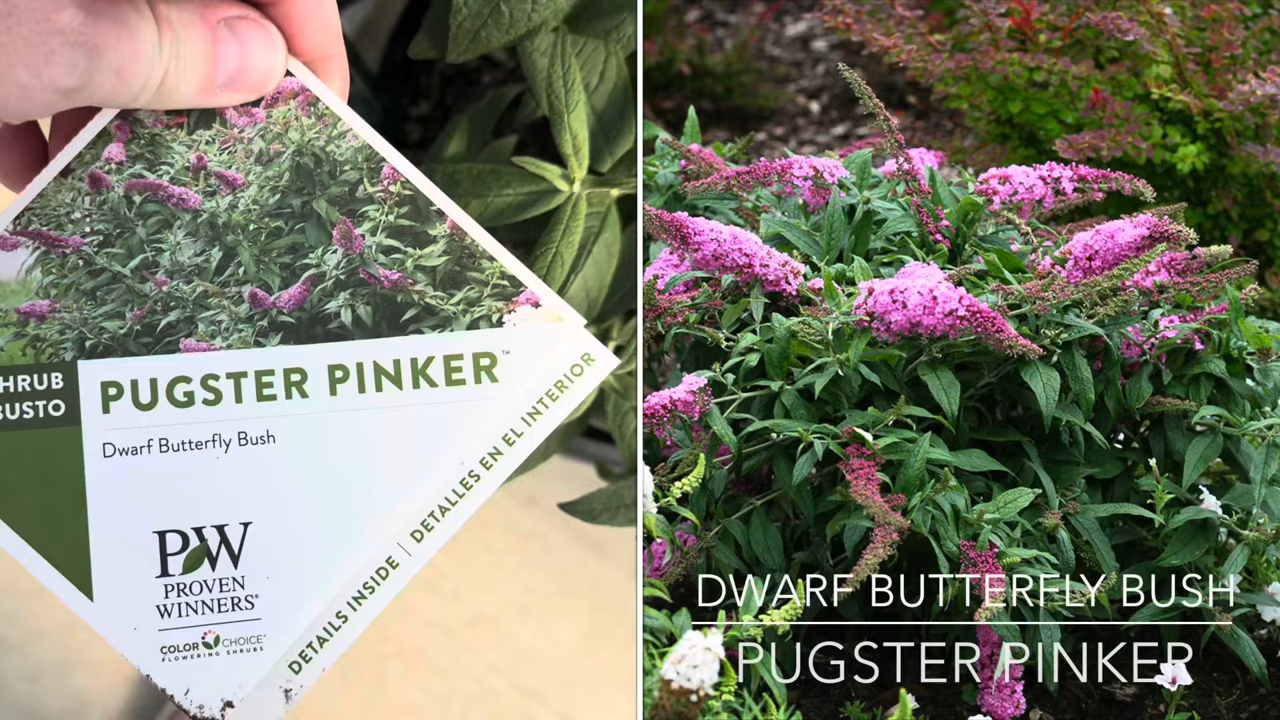 HRUB
BUSTO
PUGSTER PINKER™
Dwarf Butterfly Bush
PW
PROVEN
WINNERS®
COLOR CHOICE®
FLOWERING SHRUBS
DETAILS INSIDE | DETALLES EN EL INTERIOR
DWARF BUTTERFLY BUSH
PUGSTER PINKER